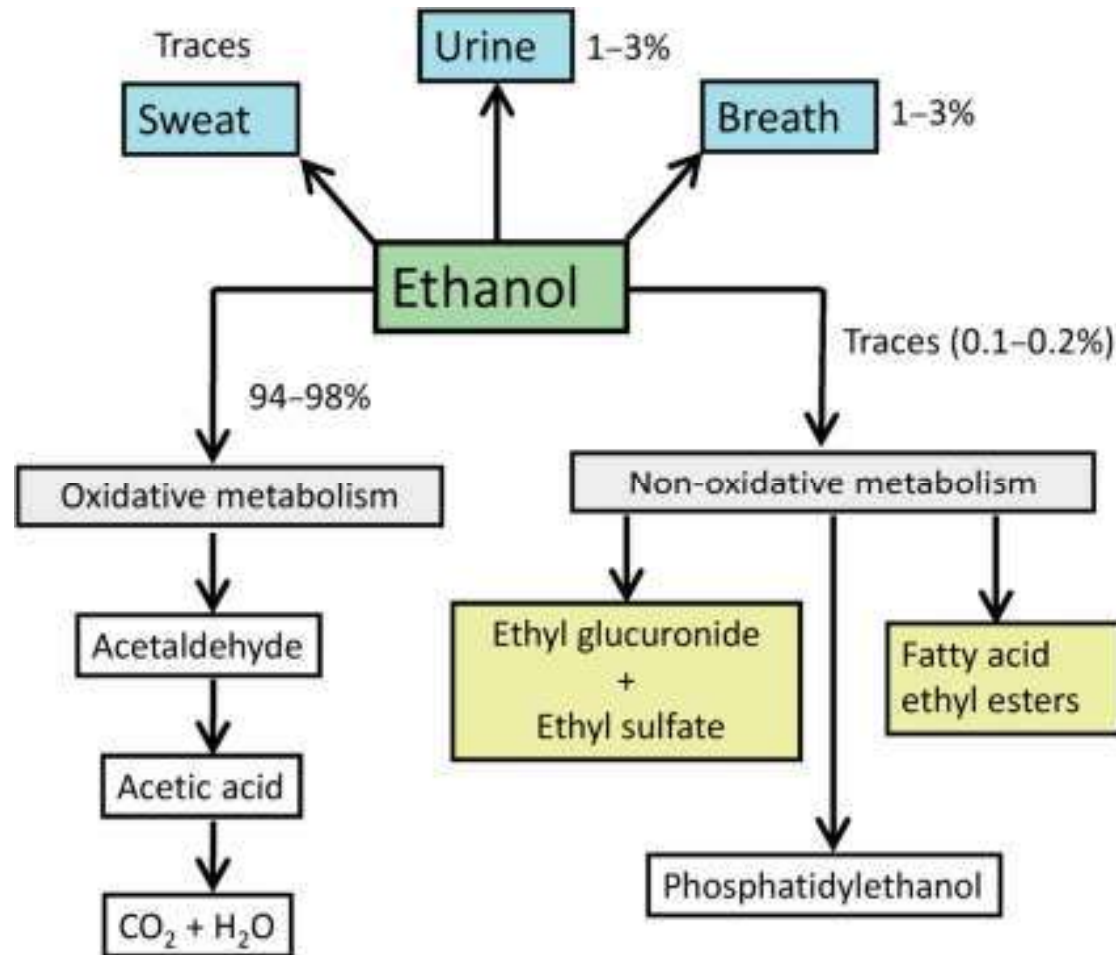 Traces
Urine
1–3%
Sweat
Breath
1–3%
Ethanol
94–98%
Traces (0.1–0.2%)
Oxidative metabolism
Non-oxidative metabolism
Acetaldehyde
Acetic acid
CO₂ + H₂O
Ethyl glucuronide
+
Ethyl sulfate
Fatty acid
ethyl esters
Phosphatidylethanol